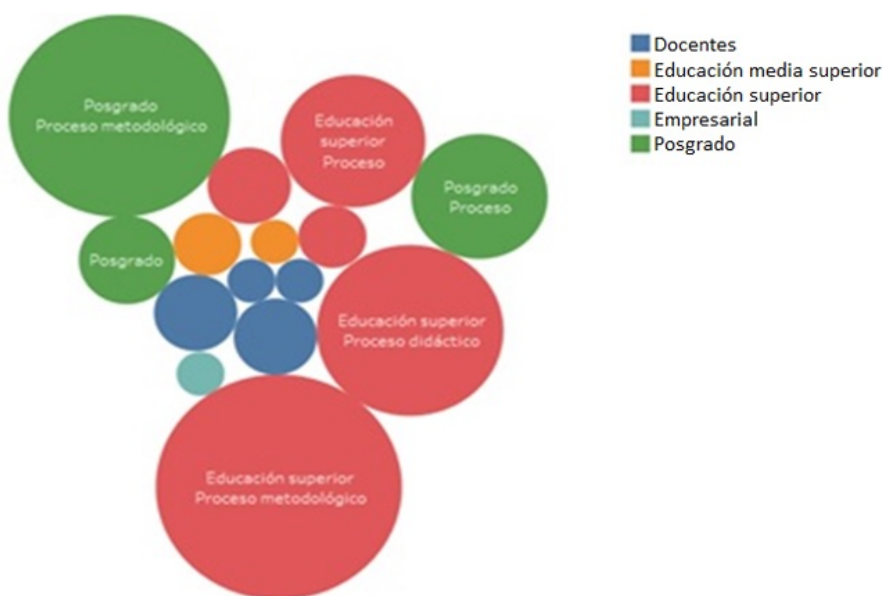 Docentes
Educación media superior
Educación superior
Empresarial
Posgrado
Posgrado
Proceso metodológico
Educación
superior
Proceso
Posgrado
Proceso
Posgrado
Educación superior
Proceso didáctico
Educación superior
Proceso metodológico